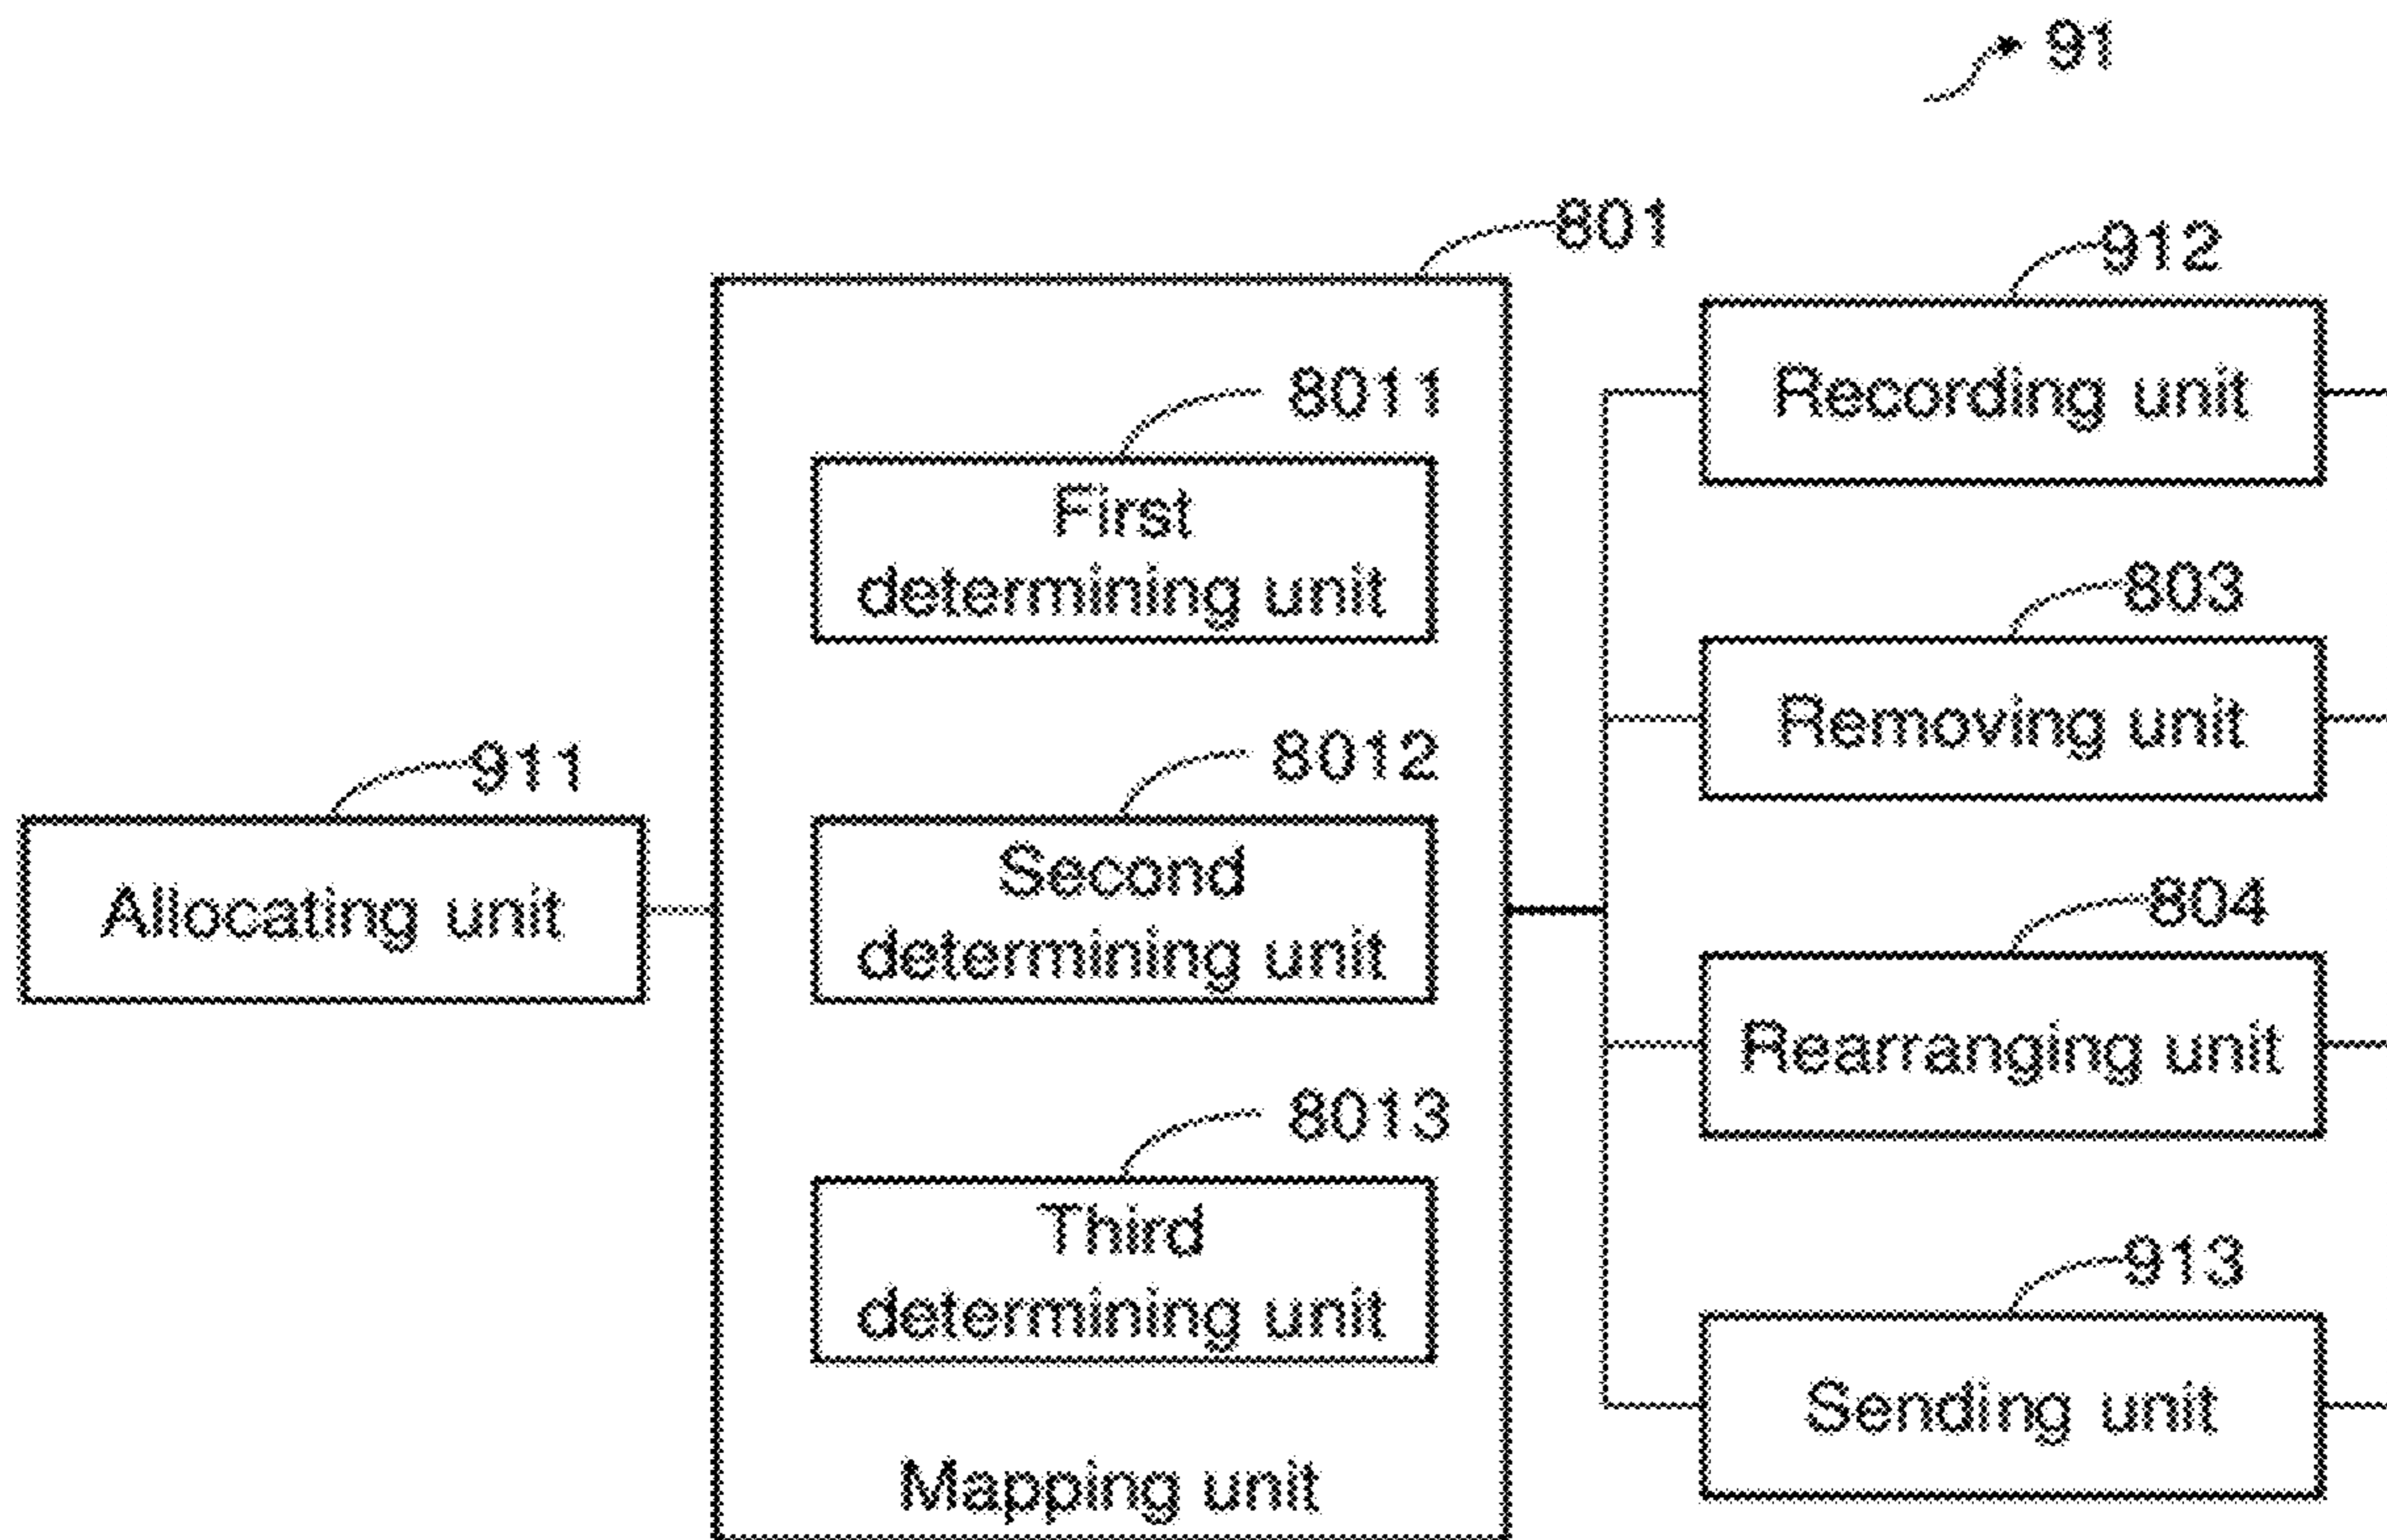 91
801
912
8011
Recording unit
First
determining unit
803
Removing unit
911
8012
Allocating unit
Second
determining unit
804
Rearranging unit
8013
Third
determining unit
913
Sending unit
Mapping unit